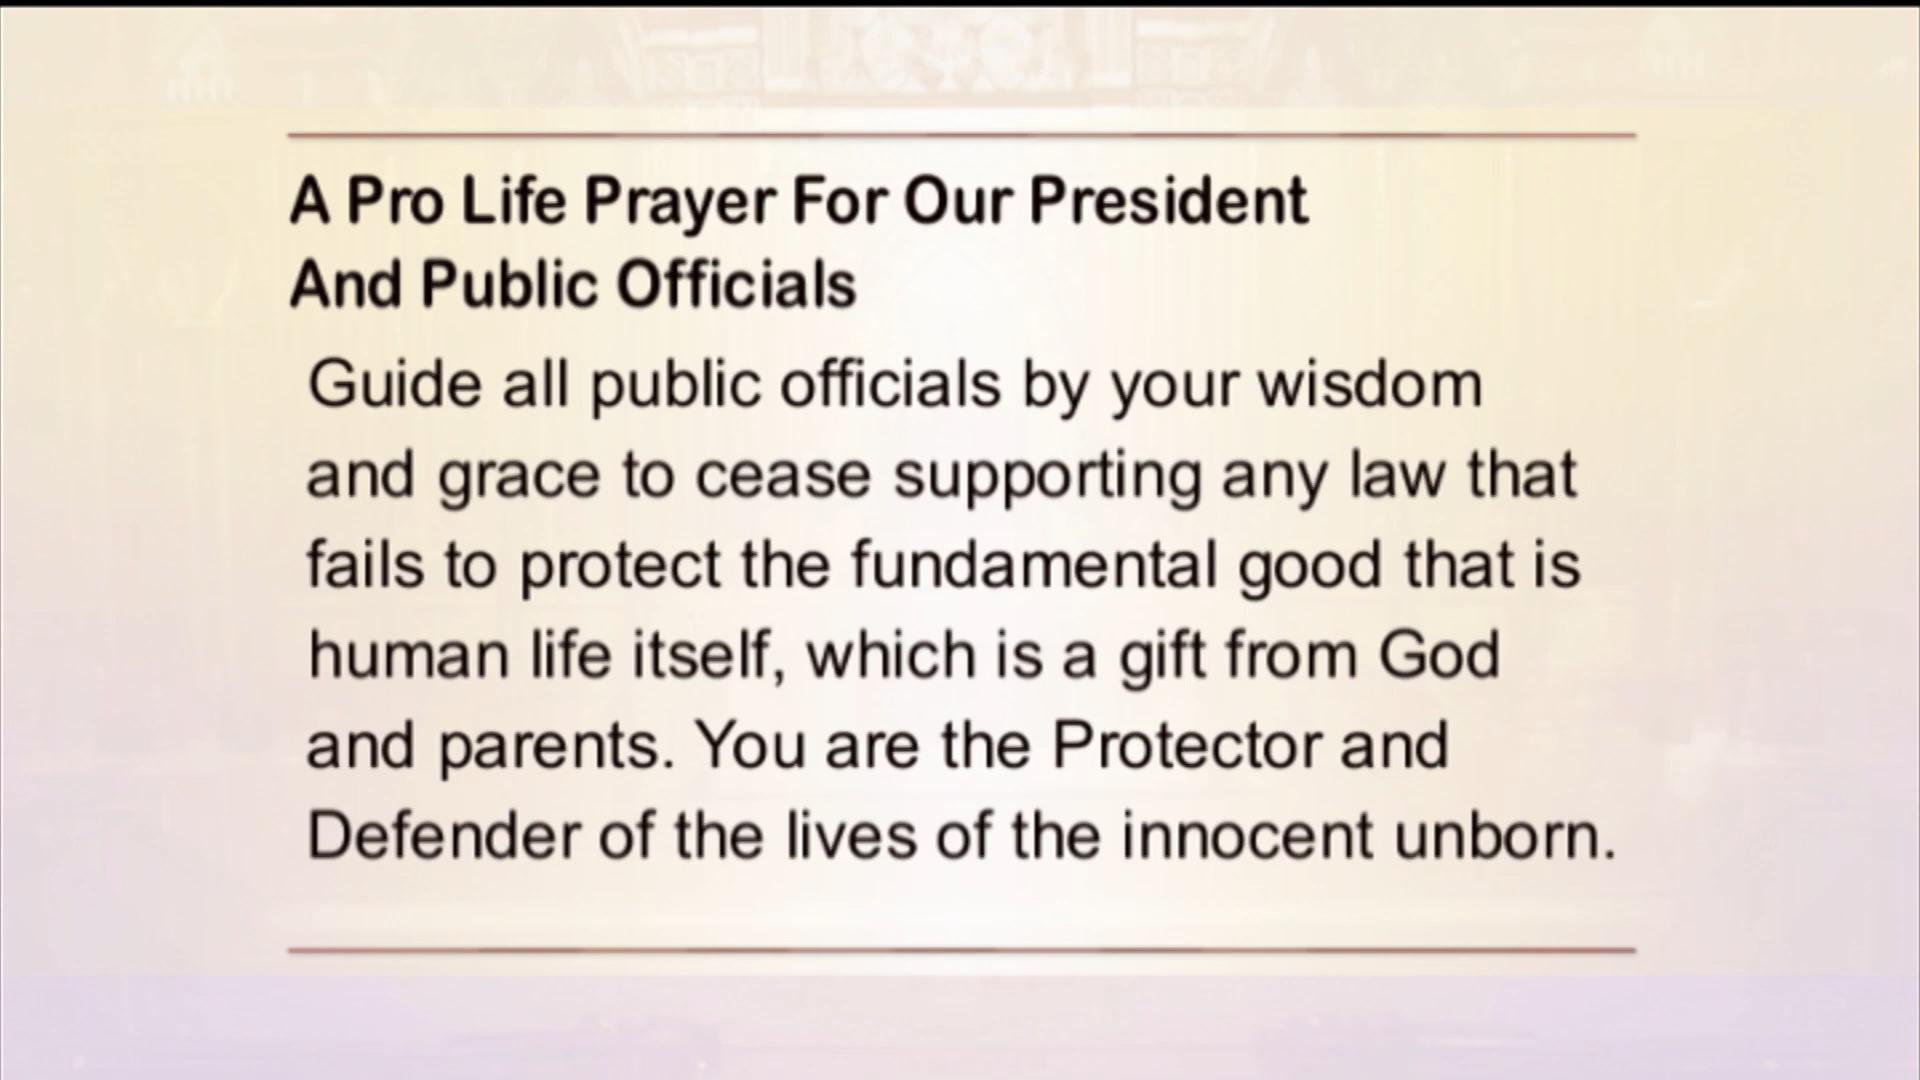 A Pro Life Prayer For Our President
And Public Officials
Guide all public officials by your wisdom
and grace to cease supporting any law that
fails to protect the fundamental good that is
human life itself, which is a gift from God
and parents. You are the Protector and
Defender of the lives of the innocent unborn.